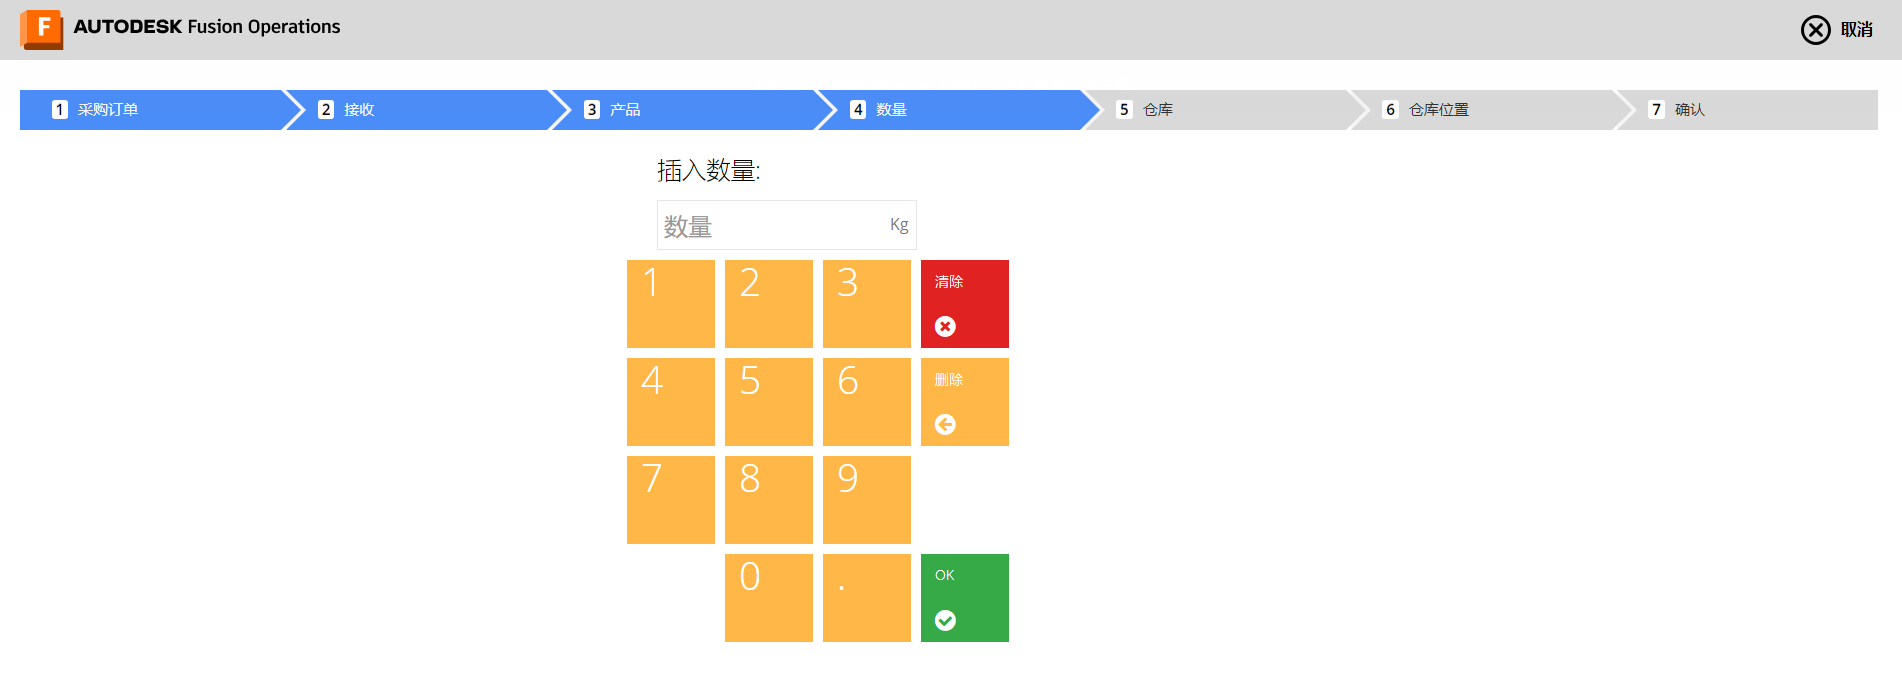 F AUTODESK Fusion Operations
取消
1 采购订单
2 接收
3 产品
4 数量
5 仓库
6 仓库位置
7 确认
插入数量:
数量 Kg
1 2 3 清除
4 5 6 删除
7 8 9
0 . OK